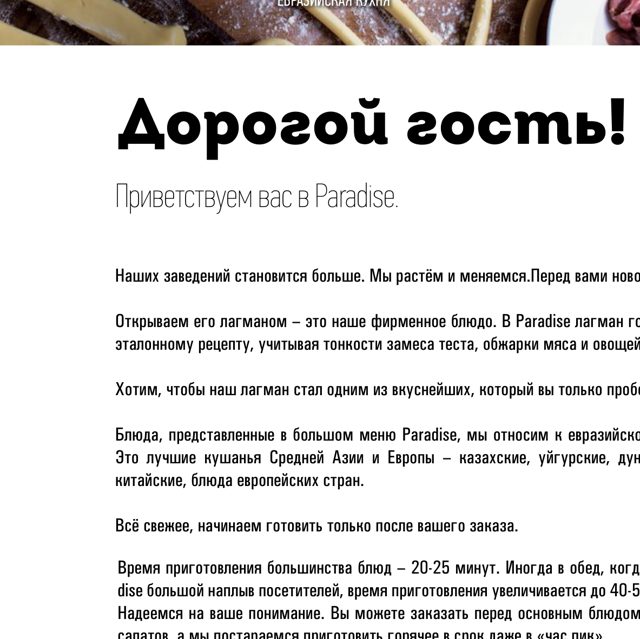 ЕВРАЗИЙСКАЯ КУХНЯ
Дорогой гость!
Приветствуем вас в Paradise.
Наших заведений становится больше. Мы растём и меняемся.Перед вами ново
Открываем его лагманом – это наше фирменное блюдо. В Paradise лагман го
эталонному рецепту, учитывая тонкости замеса теста, обжарки мяса и овощей
Хотим, чтобы наш лагман стал одним из вкуснейших, который вы только пробо
Блюда, представленные в большом меню Paradise, мы относим к евразийско
Это лучшие кушанья Средней Азии и Европы – казахские, уйгурские, дун
китайские, блюда европейских стран.
Всё свежее, начинаем готовить только после вашего заказа.
Время приготовления большинства блюд – 20-25 минут. Иногда в обед, когд
dise большой наплыв посетителей, время приготовления увеличивается до 40-5
Надеемся на ваше понимание. Вы можете заказать перед основным блюдом
салатов, а мы постараемся приготовить горячее в срок даже в «час пик»